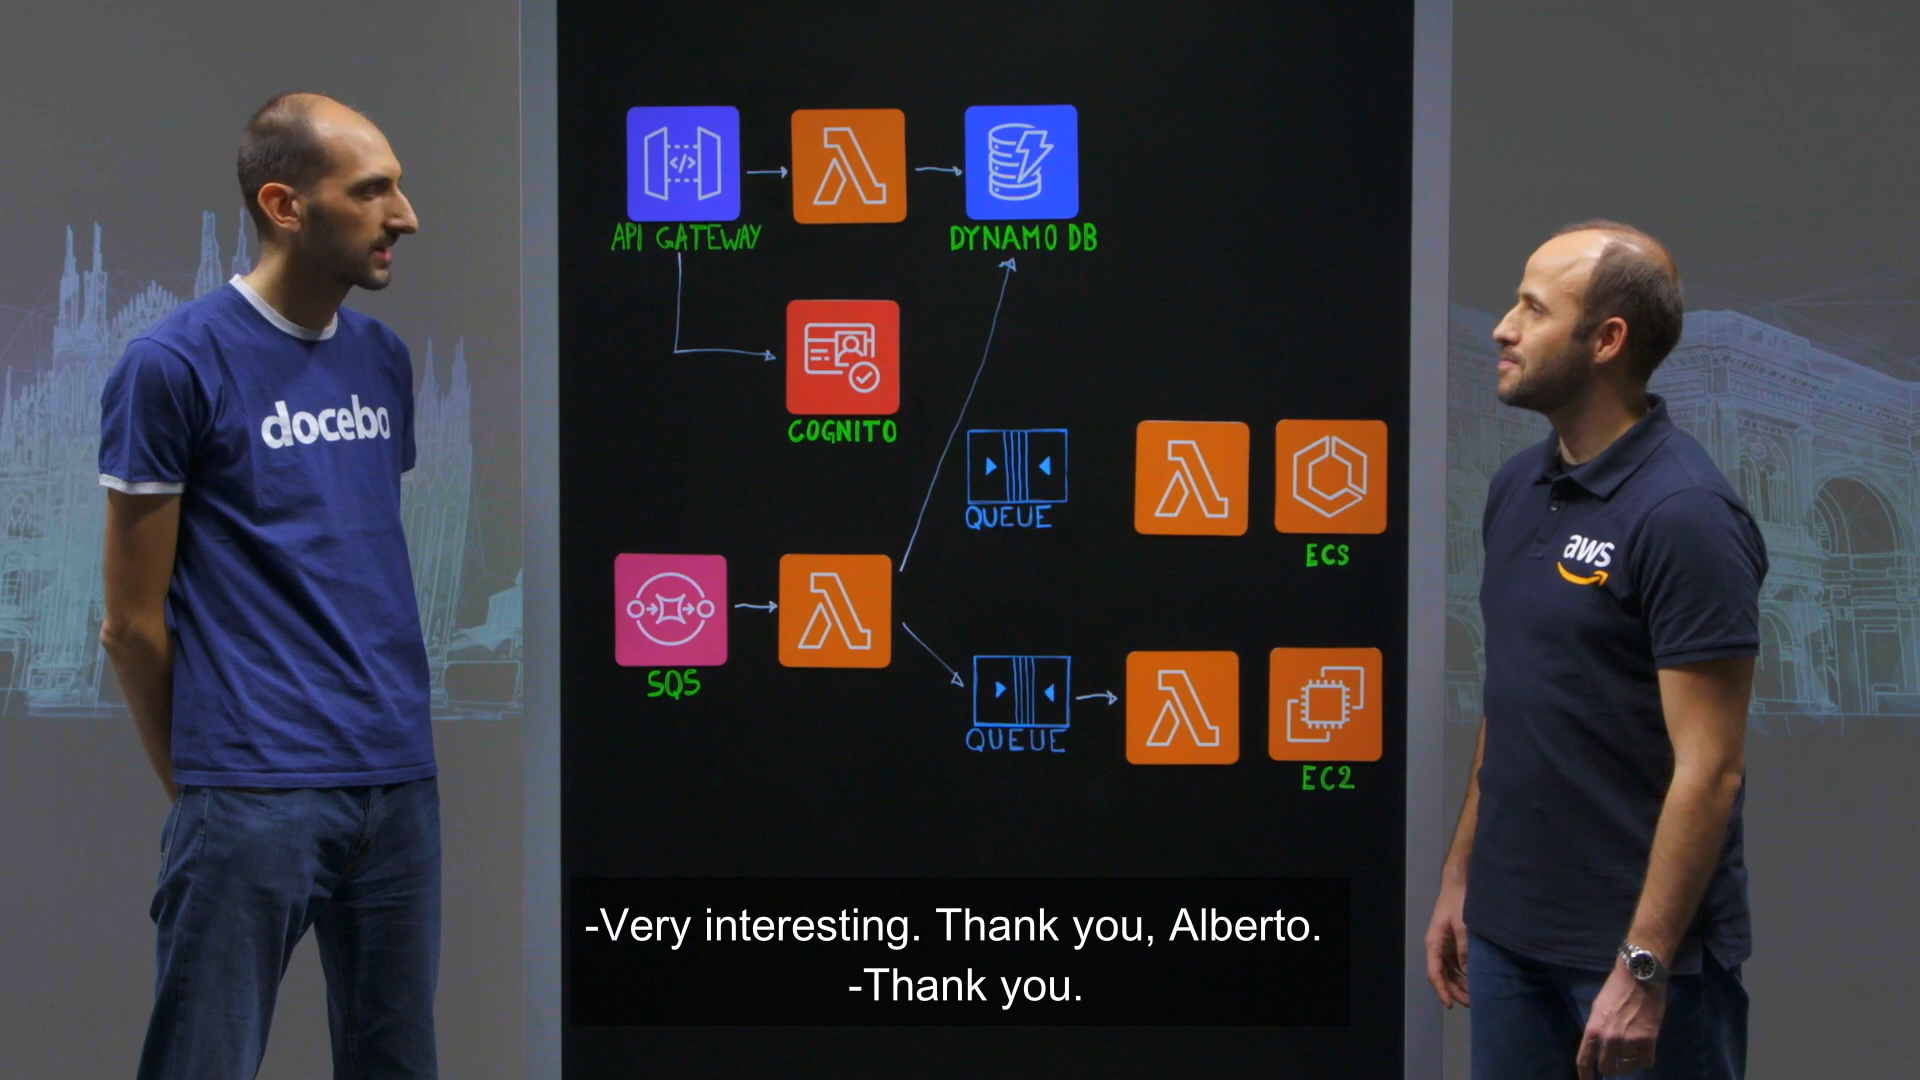 </>
API GATEWAY
DYNAMO DB
COGNITO
docebo
QUEUE
ECS
aws
SQS
QUEUE
EC2
-Very interesting. Thank you, Alberto.
-Thank you.